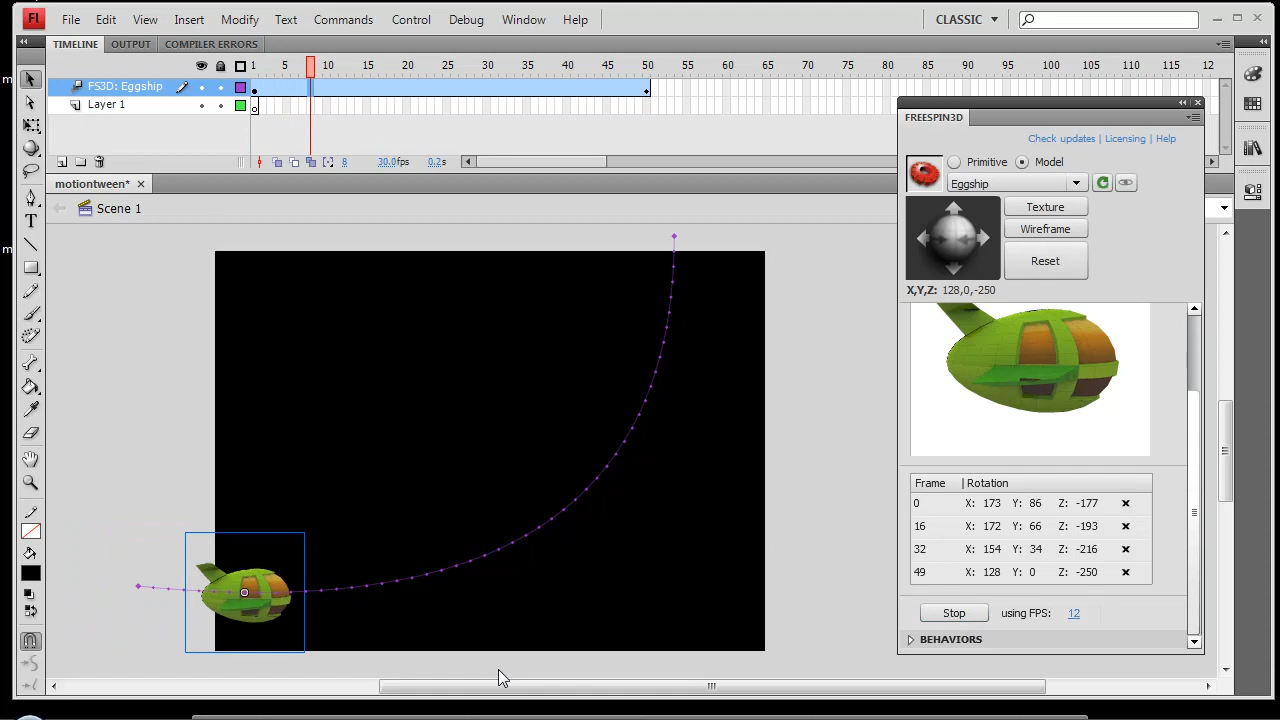 Fl File Edit View Insert Modify Text Commands Control Debug Window Help CLASSIC
TIMELINE OUTPUT COMPILER ERRORS
1 5 10 15 20 25 30 35 40 45 50 55 60 65 70 75 80 85 90 95 100 105 110 115 12
FS3D: Eggship
Layer 1
8 30.0fps 0.2s
motiontween*
Scene 1
FREESPIN3D
Check updates | Licensing | Help
Primitive Model
Eggship
Texture
Wireframe
Reset
X,Y,Z: 128,0,-250
Frame Rotation
0 X: 173 Y: 86 Z: -177
16 X: 172 Y: 66 Z: -193
32 X: 154 Y: 34 Z: -216
49 X: 128 Y: 0 Z: -250
Stop using FPS: 12
BEHAVIORS